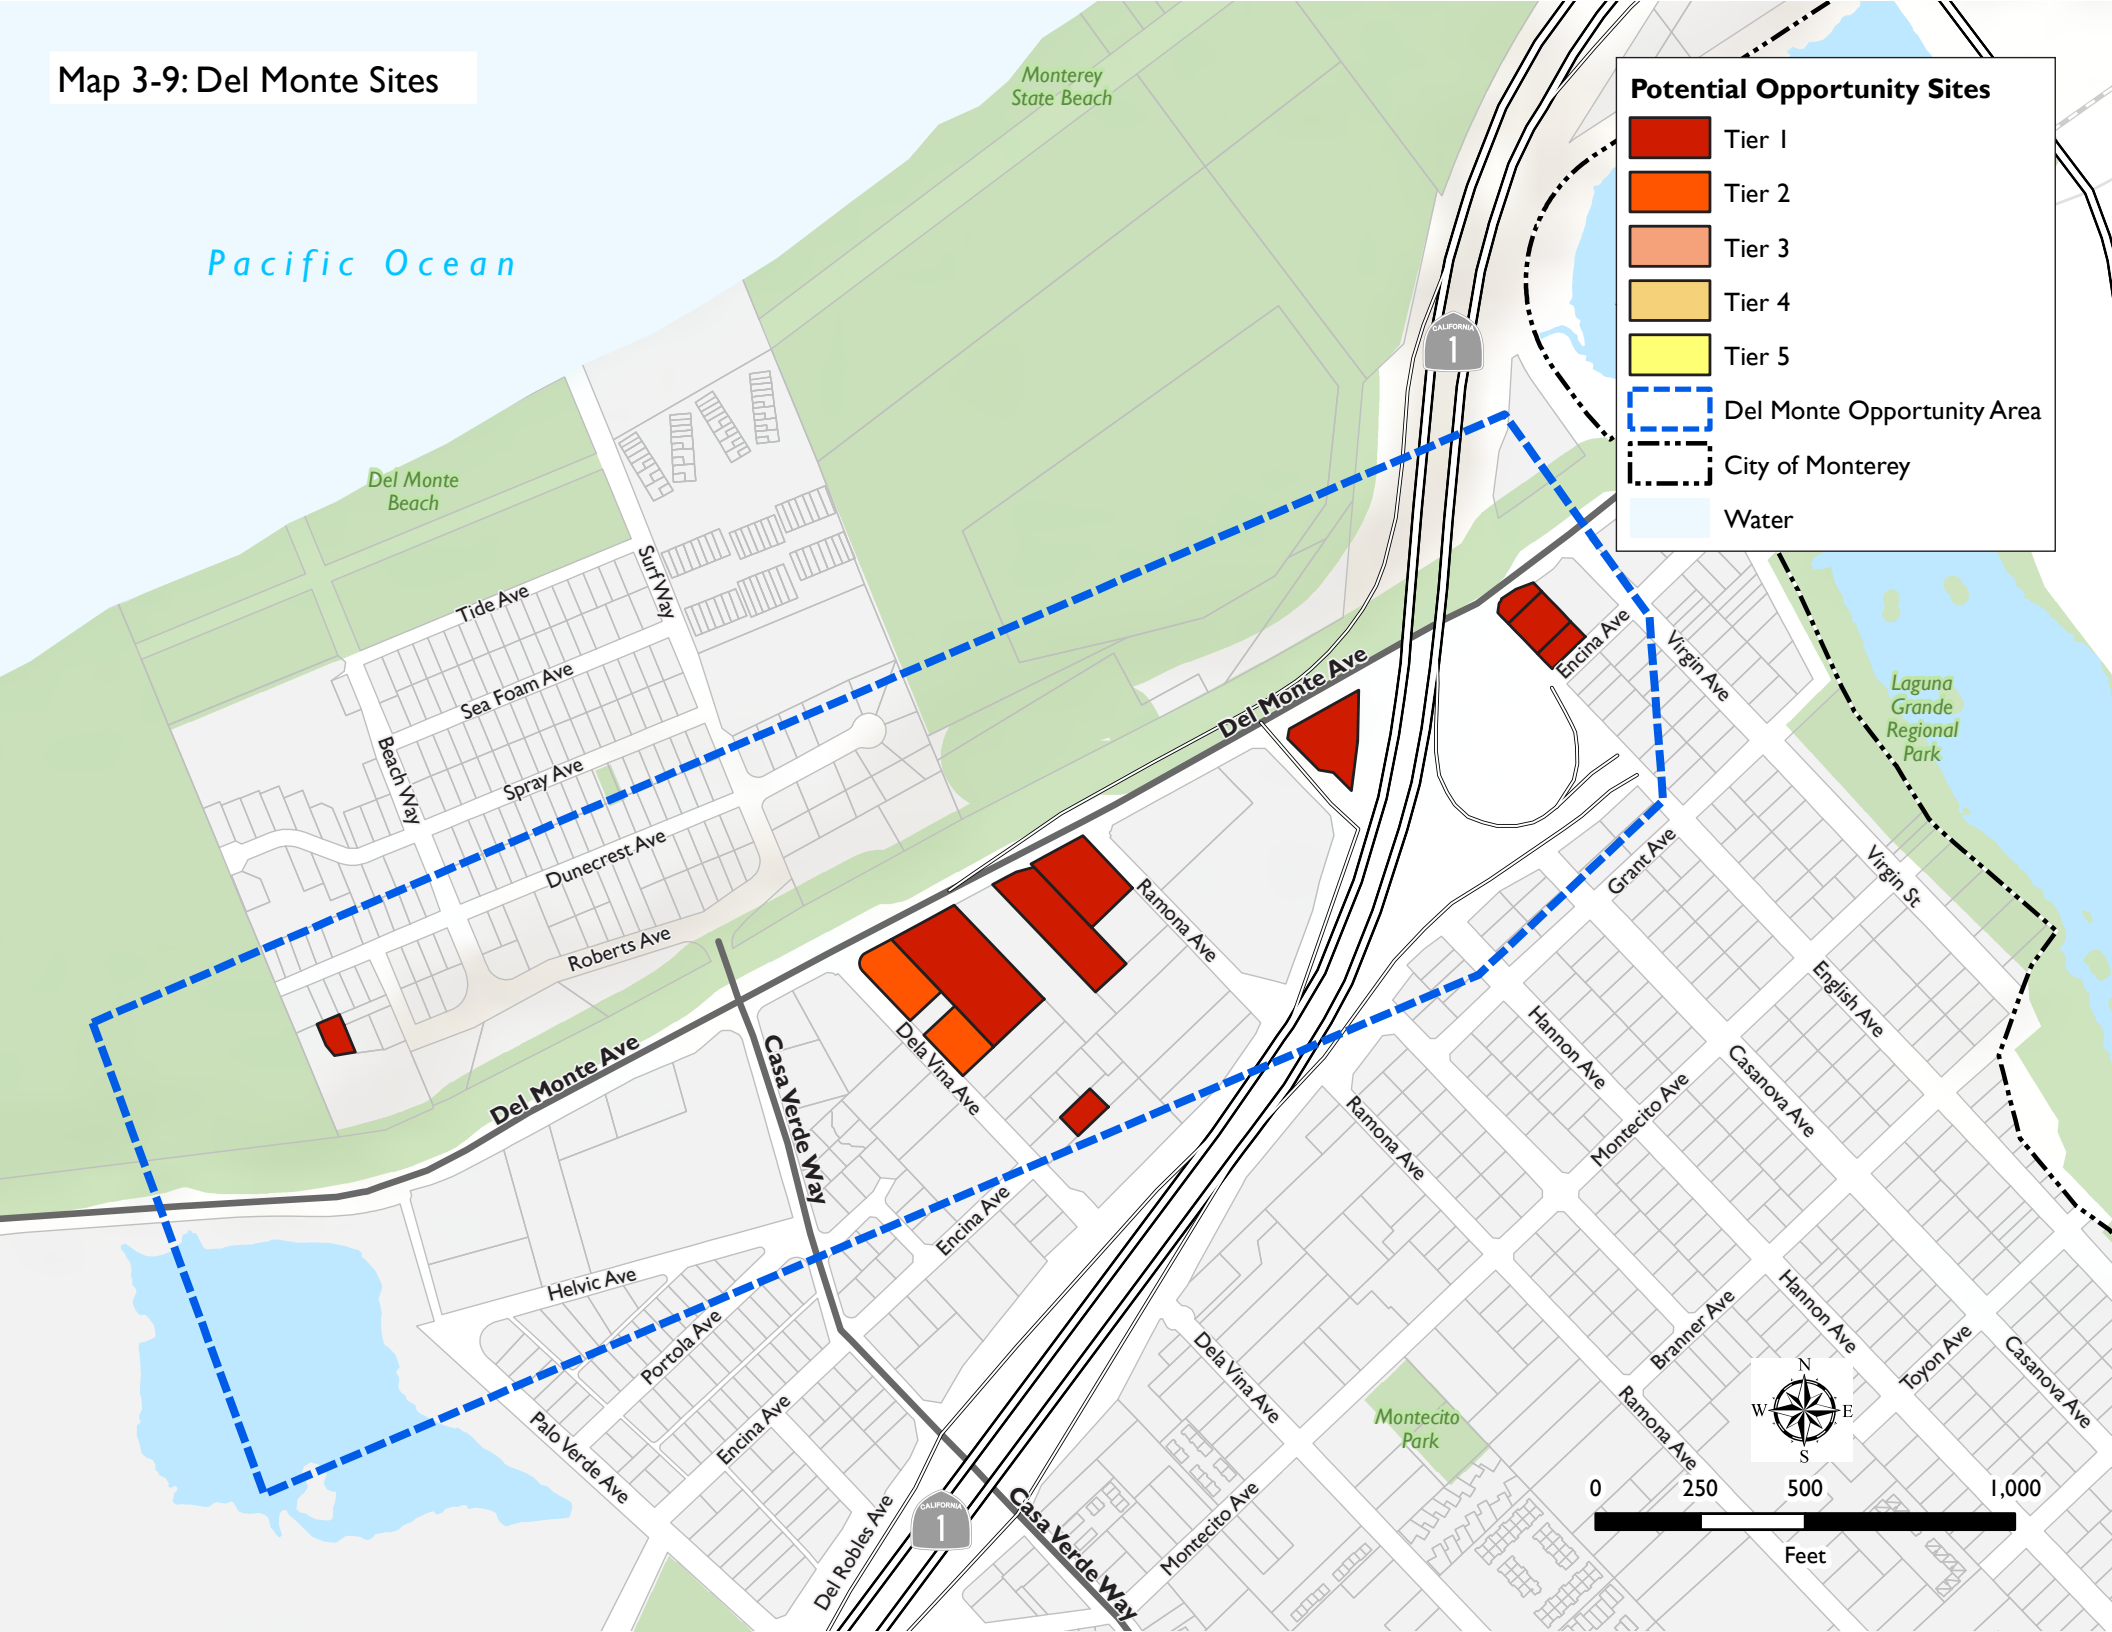 Map 3-9: Del Monte Sites
Monterey
State Beach
Potential Opportunity Sites
Tier 1
Tier 2
Tier 3
Tier 4
Tier 5
Del Monte Opportunity Area
City of Monterey
Water
Pacific Ocean
CALIFORNIA
1
Del Monte
Beach
Surf Way
Tide Ave
Sea Foam Ave
Beach Way
Spray Ave
Dunecrest Ave
Roberts Ave
Del Monte Ave
Encina Ave
Virgin Ave
Laguna
Grande
Regional
Park
Grant Ave
Virgin St
Ramona Ave
English Ave
Dela Vina Ave
Hannon Ave
Casanova Ave
Del Monte Ave
Casa Verde Way
Montecito Ave
Ramona Ave
Encina Ave
Helvic Ave
Portola Ave
Hannon Ave
Branner Ave
Toyon Ave
Casanova Ave
Dela Vina Ave
Ramona Ave
Montecito
Park
Palo Verde Ave
Encina Ave
Del Robles Ave
CALIFORNIA
1
Casa Verde Way
Montecito Ave
N
W
E
S
0
250
500
1,000
Feet